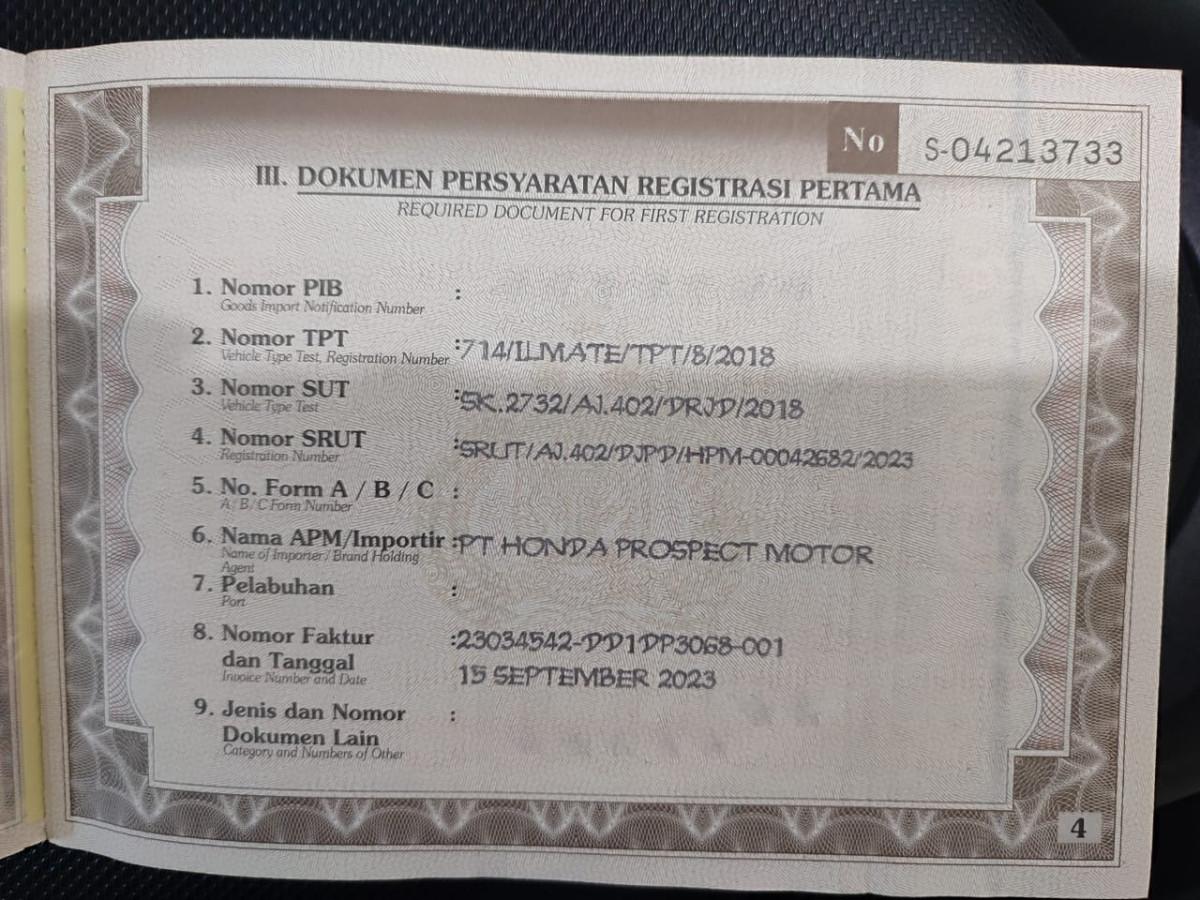 No S-04213733
III. DOKUMEN PERSYARATAN REGISTRASI PERTAMA
REQUIRED DOCUMENT FOR FIRST REGISTRATION
1. Nomor PIB :
Goods Import Notification Number
2. Nomor TPT :714/ILMATE/TPT/8/2018
Vehicle Type Test, Registration Number
3. Nomor SUT :SK.2732/AJ.402/DRJD/2018
Vehicle Type Test
4. Nomor SRUT :SRUT/AJ.402/DJPD/HPM-00042682/2023
Registration Number
5. No. Form A / B / C :
A / B / C Form Number
6. Nama APM/Importir :PT HONDA PROSPECT MOTOR
Name of Importer / Brand Holding
Agent
7. Pelabuhan :
Port
8. Nomor Faktur :23034542-DD1DP3068-001
dan Tanggal 15 SEPTEMBER 2023
Invoice Number and Date
9. Jenis dan Nomor :
Dokumen Lain
Category and Numbers of Other
4